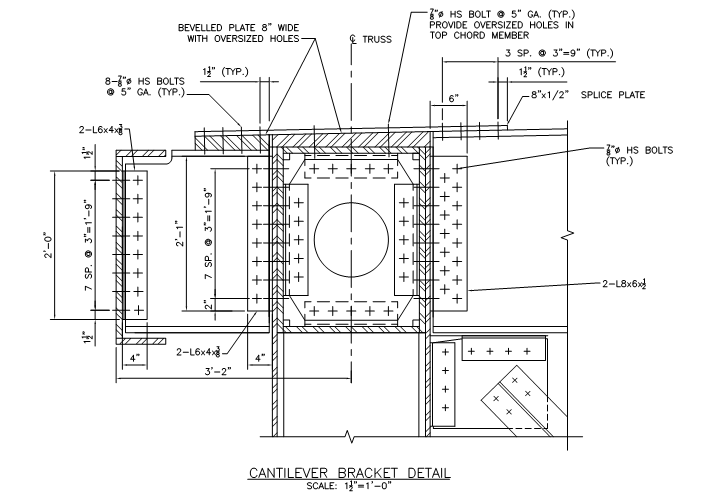 ⅞"ø HS BOLT @ 5" GA. (TYP.)
PROVIDE OVERSIZED HOLES IN
TOP CHORD MEMBER
BEVELLED PLATE 8" WIDE
WITH OVERSIZED HOLES
℄ TRUSS
3 SP. @ 3"=9" (TYP.)
1½" (TYP.)
1½" (TYP.)
8-⅞"ø HS BOLTS
@ 5" GA. (TYP.)
6"
8"x1/2" SPLICE PLATE
2-L6x4x⅜
⅞"ø HS BOLTS
(TYP.)
1½"
2'-0"
7 SP. @ 3"=1'-9"
2'-1"
7 SP. @ 3"=1'-9"
2"
2-L8x6x½
1½"
2-L6x4x⅜
4"
4"
3'-2"
CANTILEVER BRACKET DETAIL
SCALE: 1½"=1'-0"